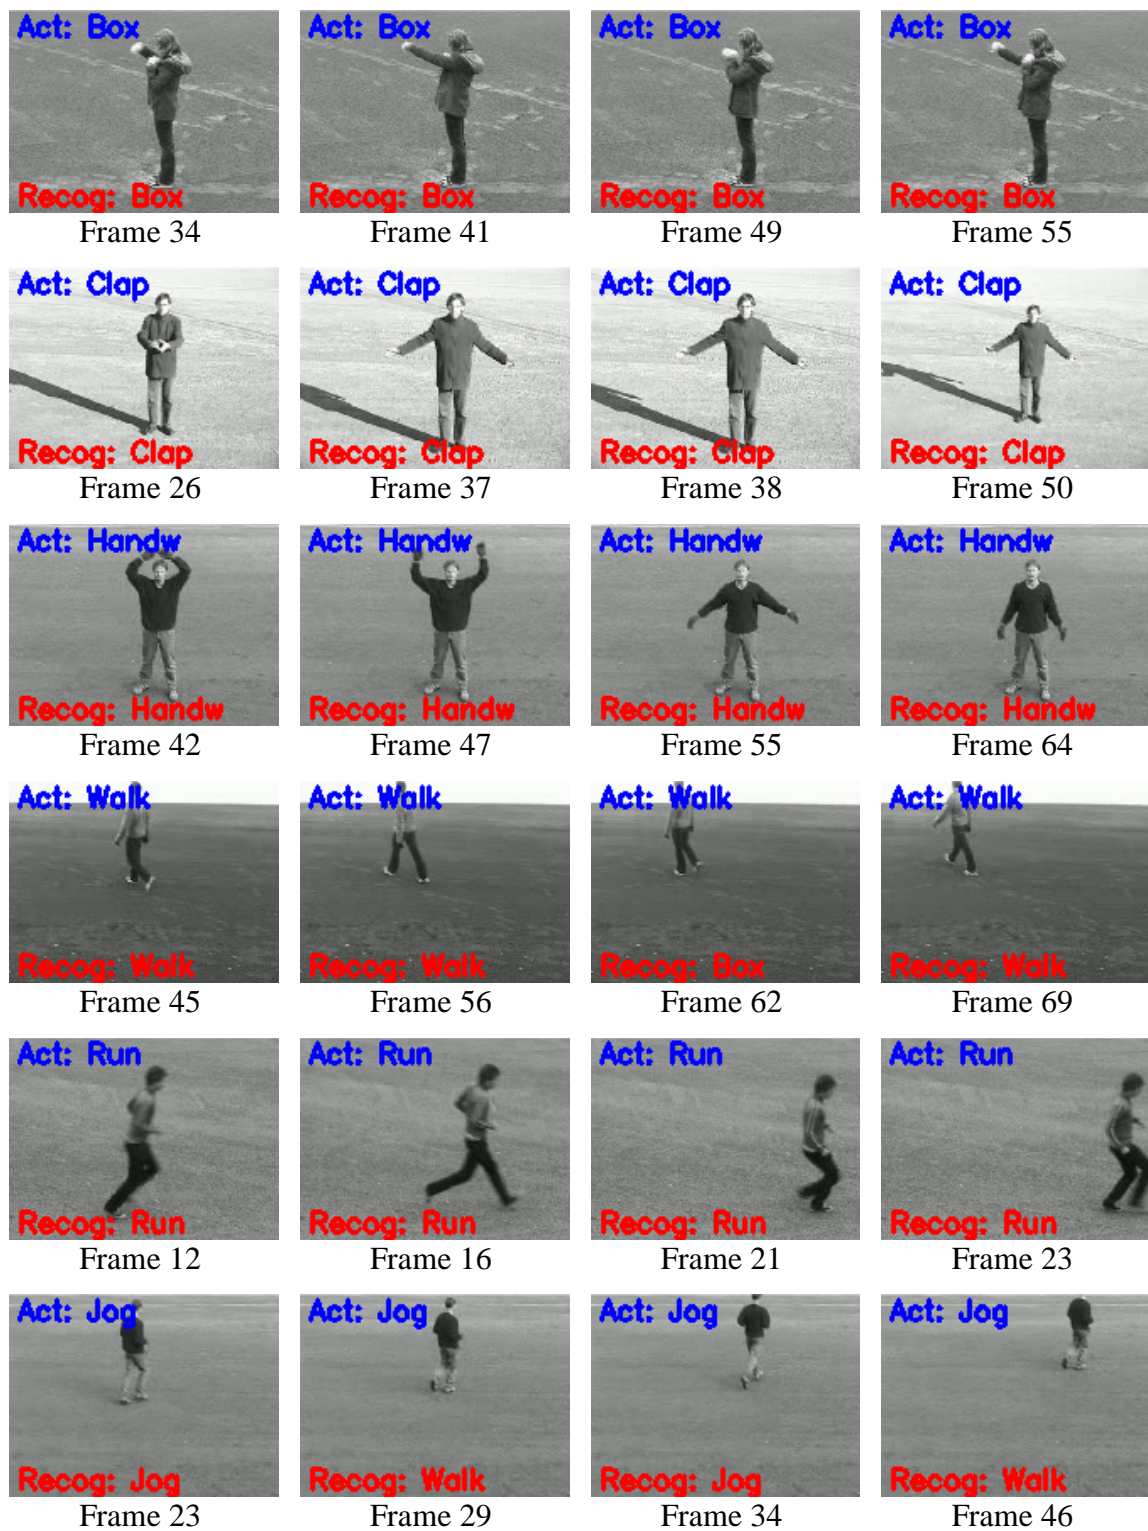 Act: Box Act: Box Act: Box Act: Box
Recog: Box Recog: Box Recog: Box Recog: Box
Frame 34 Frame 41 Frame 49 Frame 55
Act: Clap Act: Clap Act: Clap Act: Clap
Recog: Clap Recog: Clap Recog: Clap Recog: Clap
Frame 26 Frame 37 Frame 38 Frame 50
Act: Handw Act: Handw Act: Handw Act: Handw
Recog: Handw Recog: Handw Recog: Handw Recog: Handw
Frame 42 Frame 47 Frame 55 Frame 64
Act: Walk Act: Walk Act: Walk Act: Walk
Recog: Walk Recog: Walk Recog: Box Recog: Walk
Frame 45 Frame 56 Frame 62 Frame 69
Act: Run Act: Run Act: Run Act: Run
Recog: Run Recog: Run Recog: Run Recog: Run
Frame 12 Frame 16 Frame 21 Frame 23
Act: Jog Act: Jog Act: Jog Act: Jog
Recog: Jog Recog: Walk Recog: Jog Recog: Walk
Frame 23 Frame 29 Frame 34 Frame 46